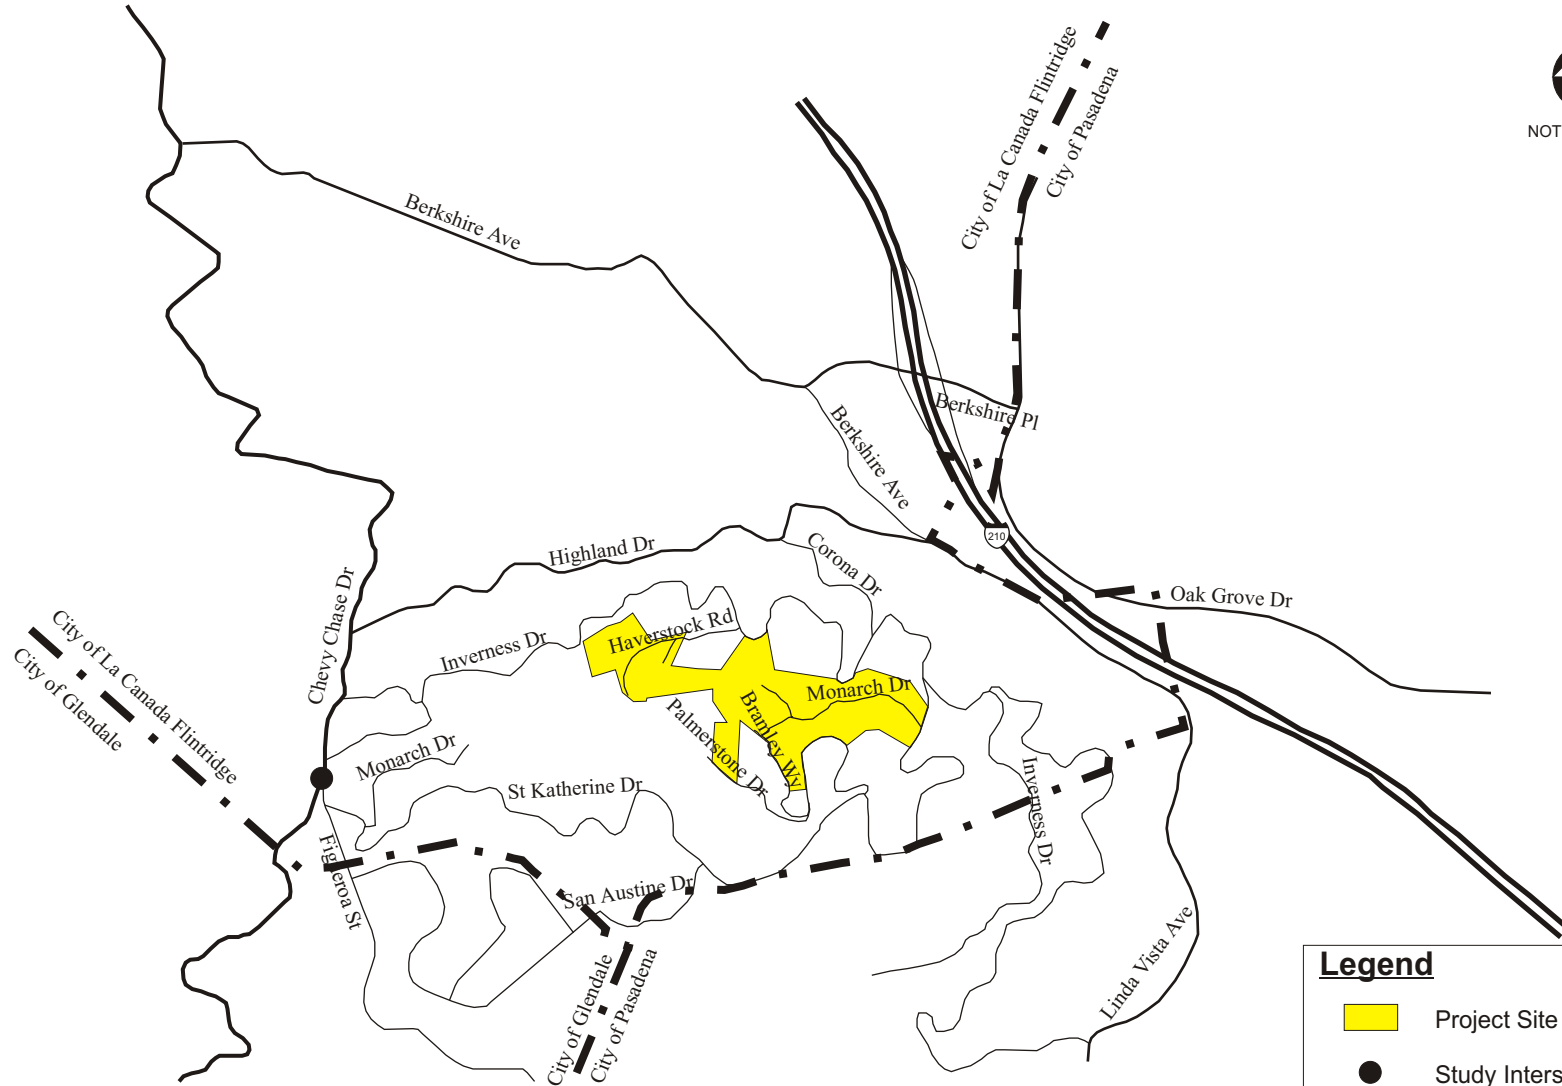 City of La Canada Flintridge
City of Pasadena
NOT
Berkshire Ave
Berkshire Pl
Berkshire Ave
210
Highland Dr
Corona Dr
Oak Grove Dr
Chevy Chase Dr
City of La Canada Flintridge
City of Glendale
Inverness Dr
Haverstock Rd
Monarch Dr
Bramley Wy
Palmerstone Dr
Monarch Dr
St Katherine Dr
Inverness Dr
Figueroa St
San Austine Dr
Linda Vista Ave
City of Glendale
City of Pasadena
Legend
Project Site
Study Inters